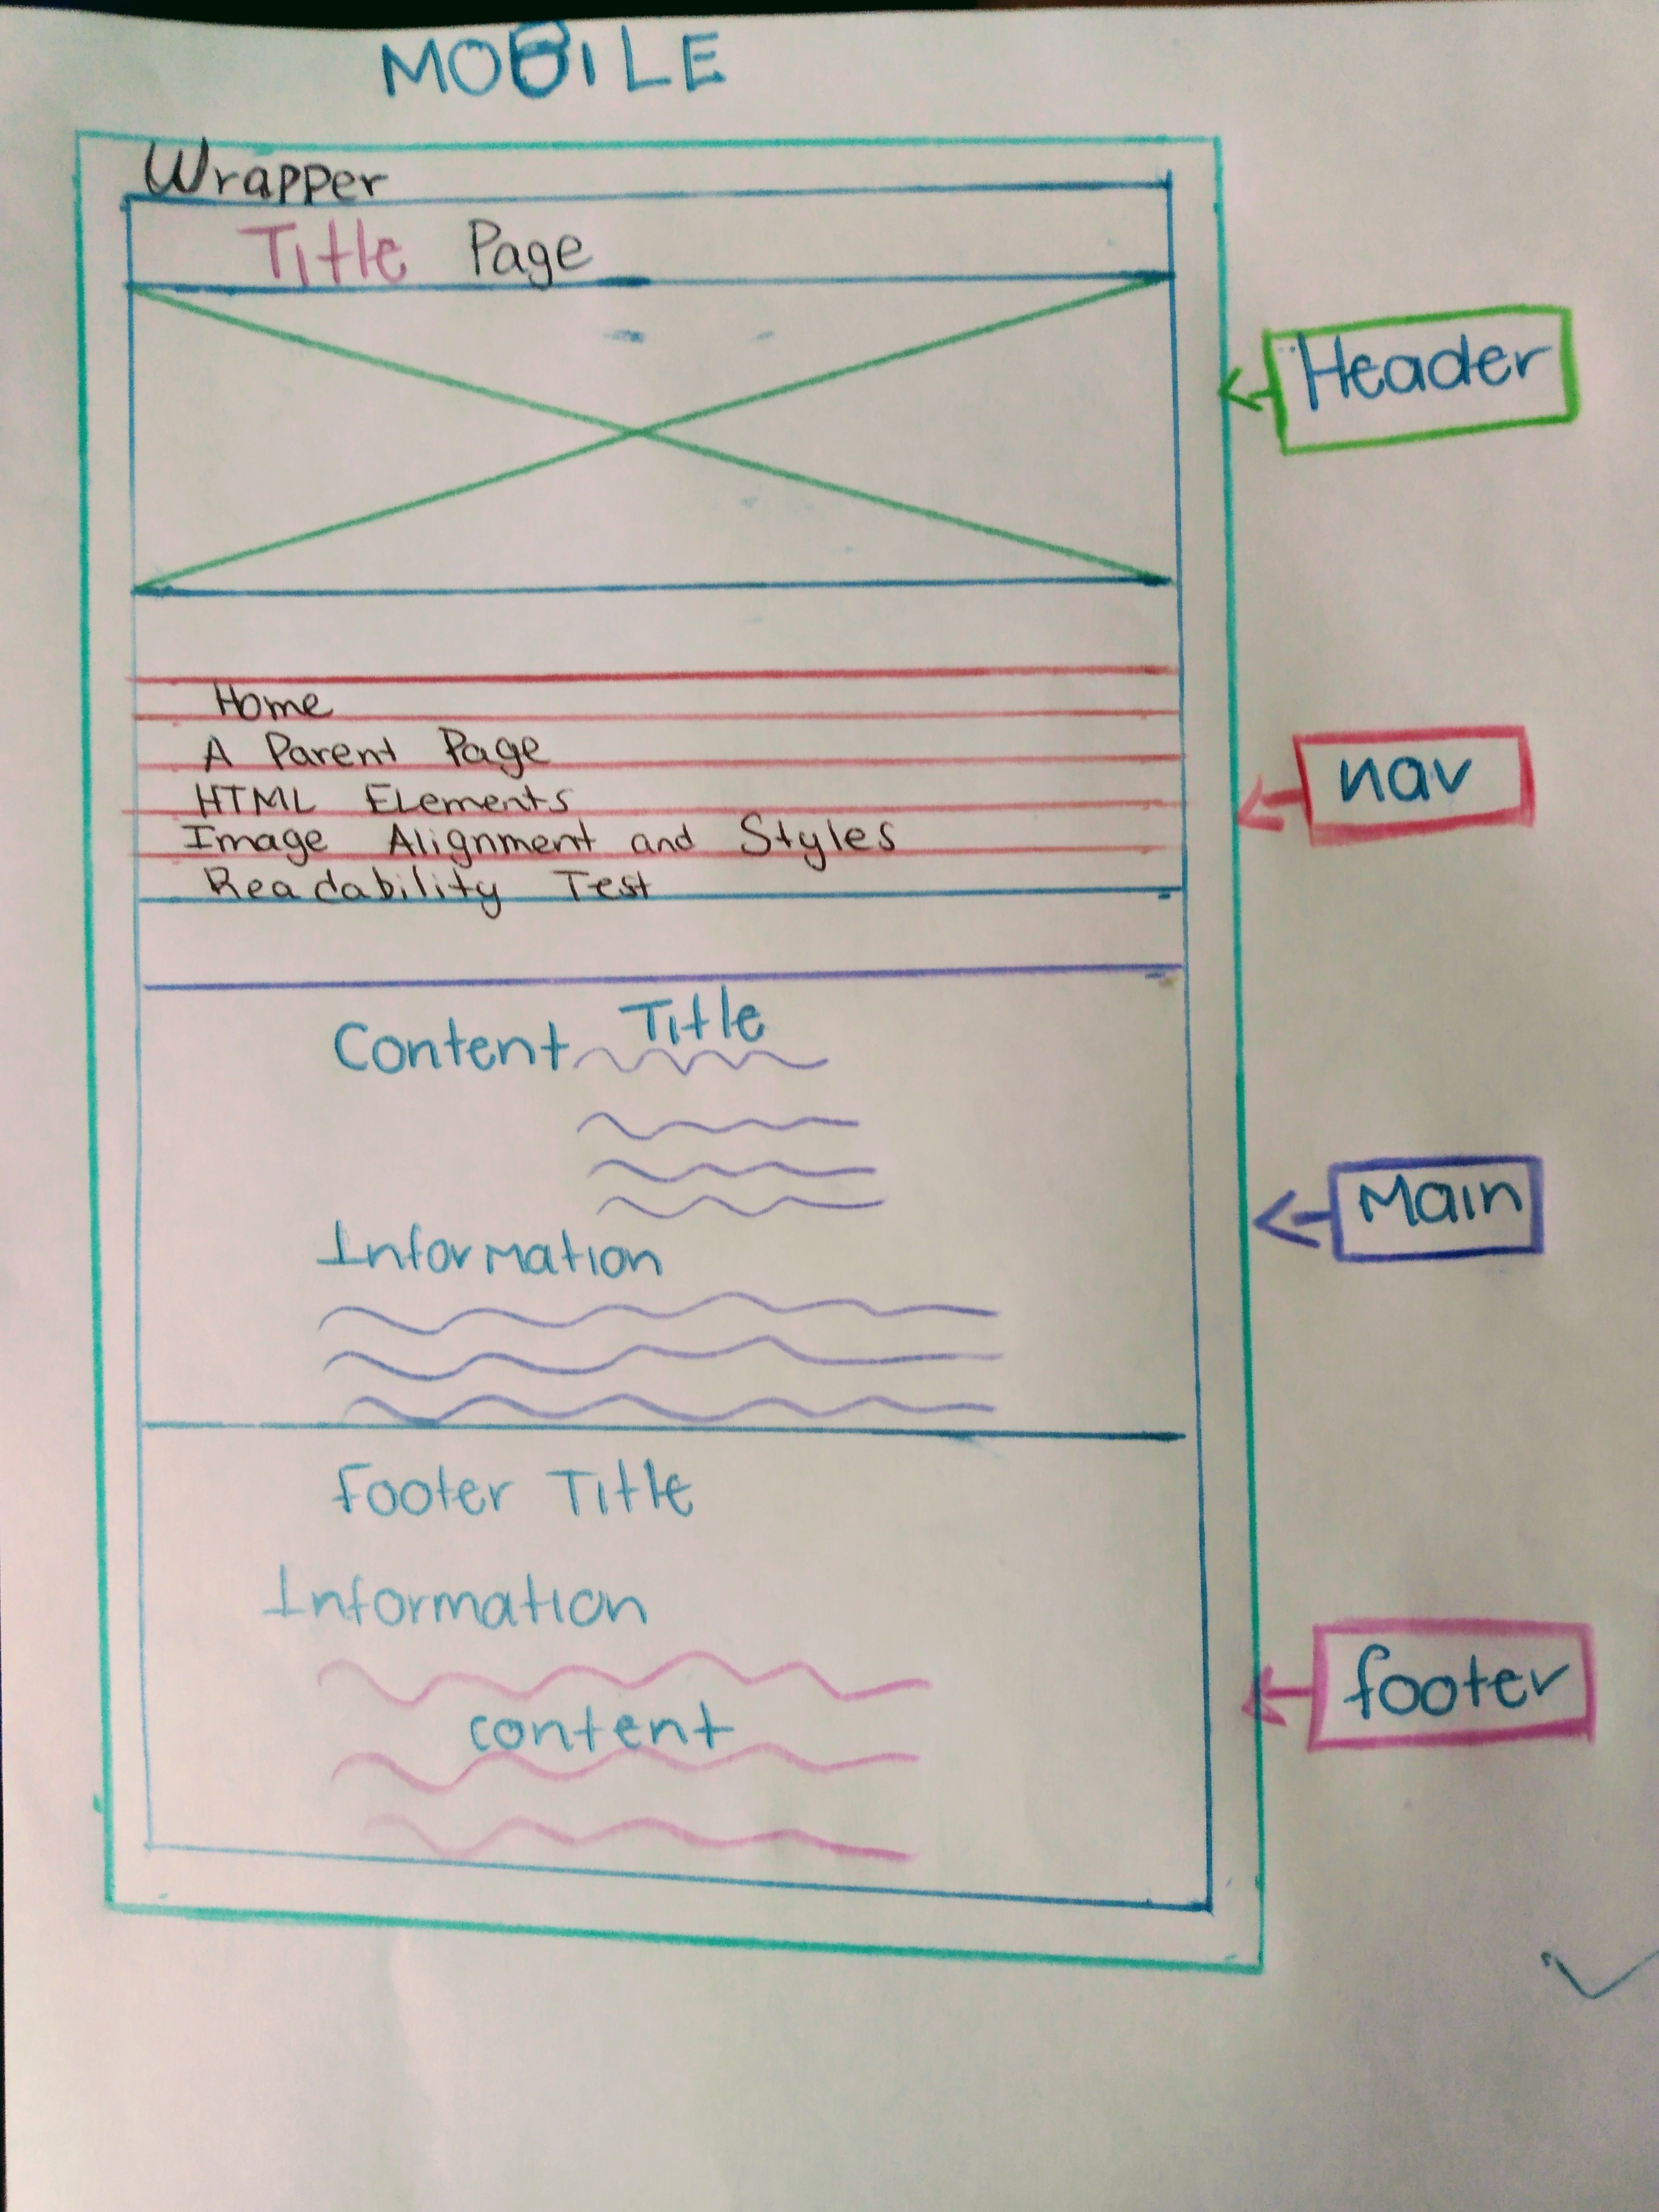 MOBILE
Wrapper
Title Page
Header
Home
A Parent Page
HTML Elements
Image Alignment and Styles
Readability Test
nav
Content Title
Information
Main
footer Title
Information
content
footer